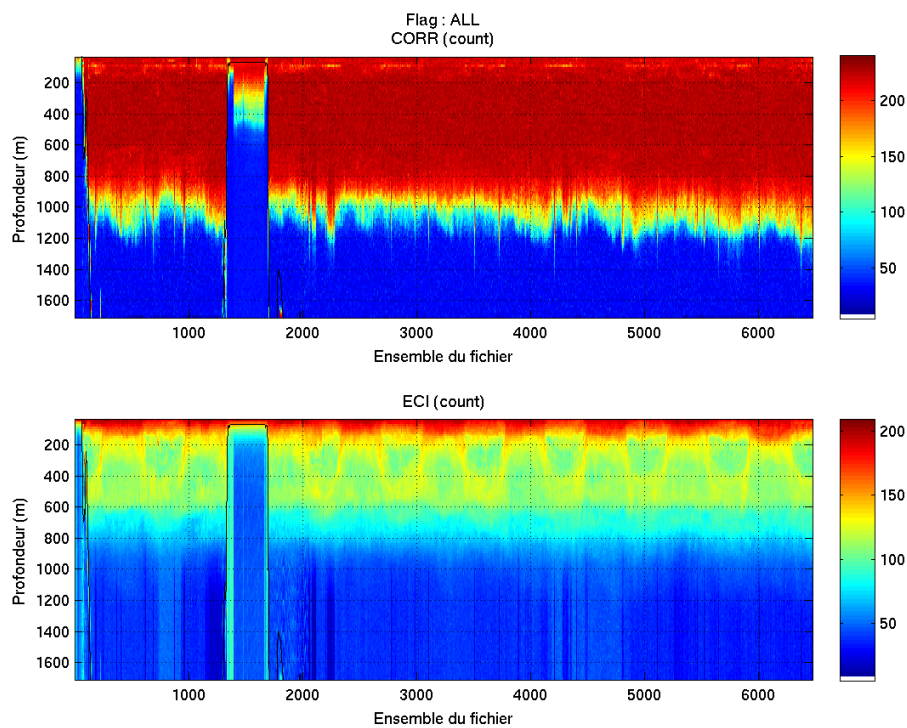 Flag : ALL
CORR (count)
200
400
600
800
1000
1200
1400
1600
Profondeur (m)
1000 2000 3000 4000 5000 6000
Ensemble du fichier
200
150
100
50
ECI (count)
200
400
600
800
1000
1200
1400
1600
Profondeur (m)
1000 2000 3000 4000 5000 6000
Ensemble du fichier
200
150
100
50